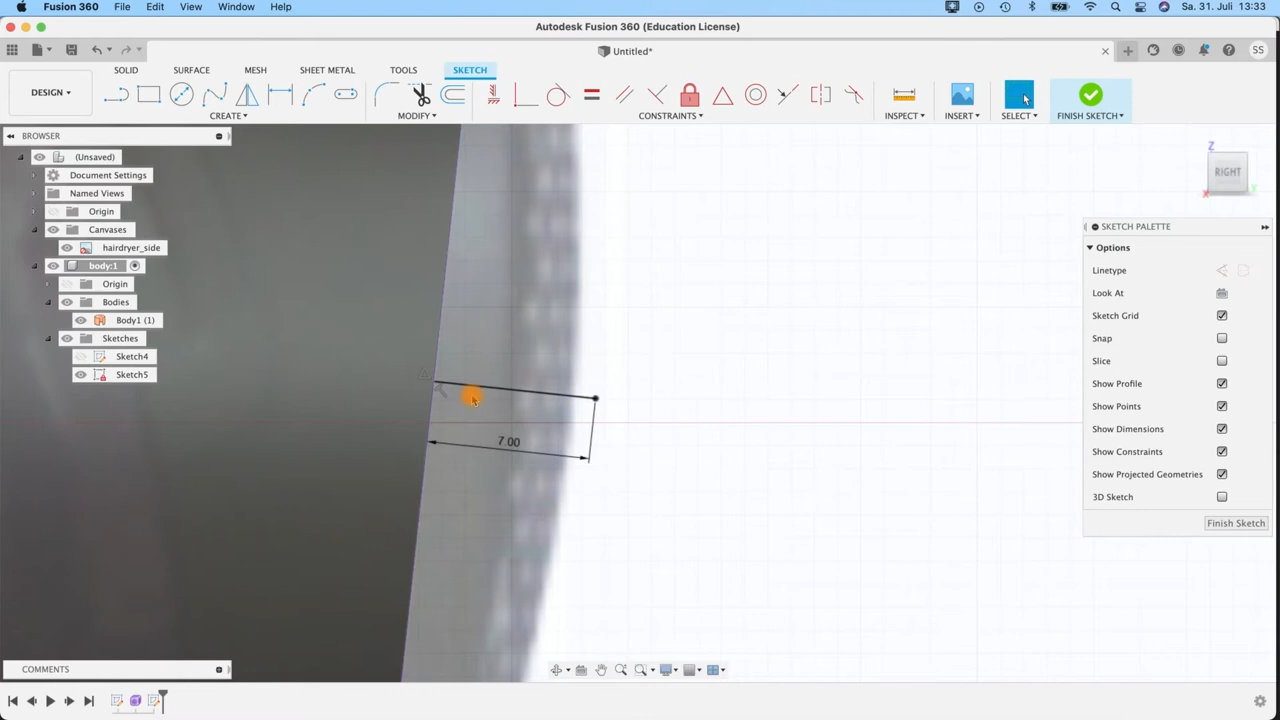 Fusion 360 File Edit View Window Help Sa. 31. Juli 13:33
Autodesk Fusion 360 (Education License)
Untitled* SS
SOLID SURFACE MESH SHEET METAL TOOLS SKETCH
DESIGN
CREATE MODIFY CONSTRAINTS INSPECT INSERT SELECT FINISH SKETCH
BROWSER
(Unsaved)
Document Settings
Named Views
Origin
Canvases
hairdryer_side
body:1
Origin
Bodies
Body1 (1)
Sketches
Sketch4
Sketch5
Z
RIGHT
X Y
SKETCH PALETTE
Options
Linetype
Look At
Sketch Grid
Snap
Slice
Show Profile
Show Points
Show Dimensions
Show Constraints
Show Projected Geometries
3D Sketch
Finish Sketch
7.00
COMMENTS